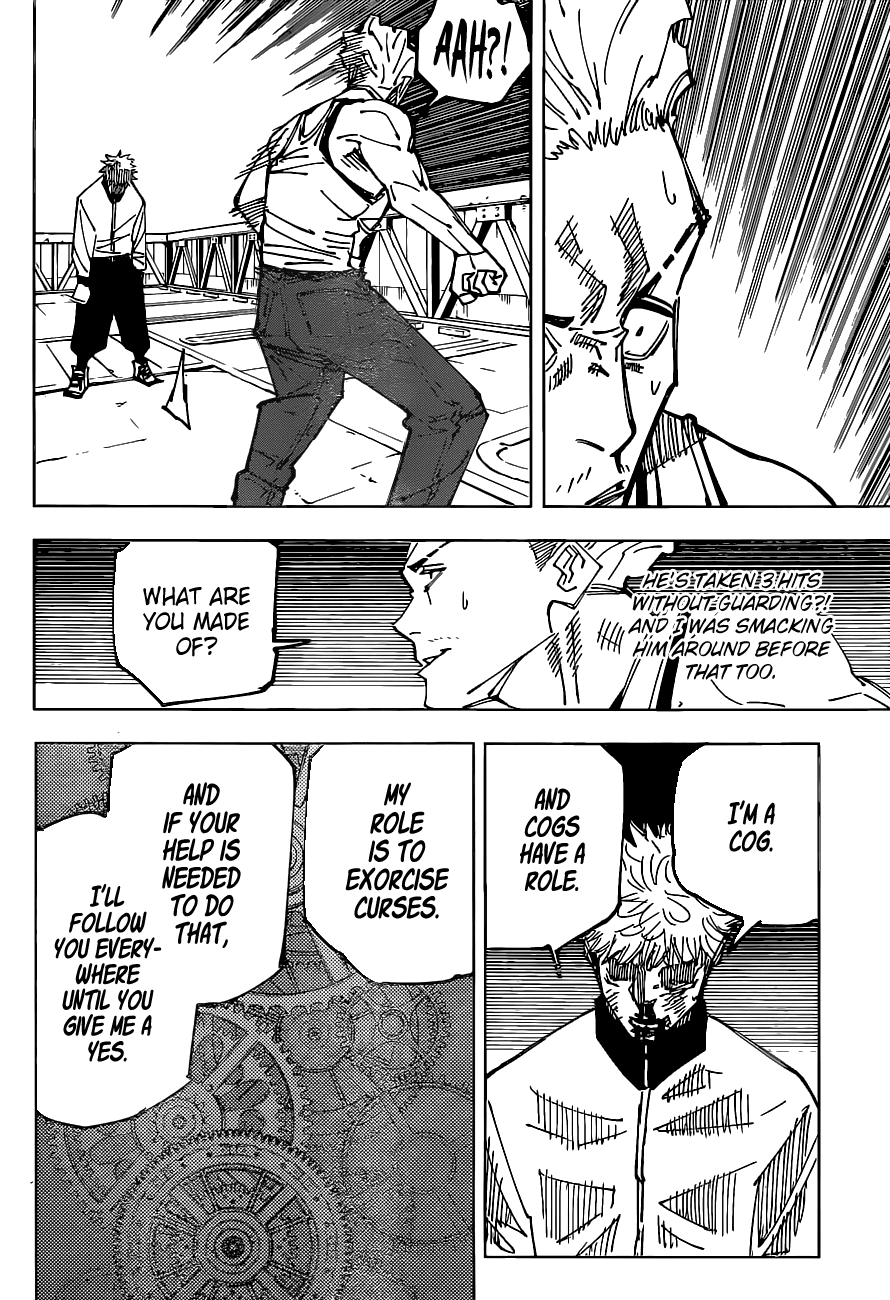 AAH?!
HE'S TAKEN 3 HITS
WITHOUT GUARDING?!
AND I WAS SMACKING
HIM AROUND BEFORE
THAT TOO.
WHAT ARE
YOU MADE
OF?
I'M A
COG.
AND
COGS
HAVE A
ROLE.
MY
ROLE
IS TO
EXORCISE
CURSES.
AND
IF YOUR
HELP IS
NEEDED
TO DO
THAT,
I'LL
FOLLOW
YOU EVERY-
WHERE
UNTIL YOU
GIVE ME A
YES.